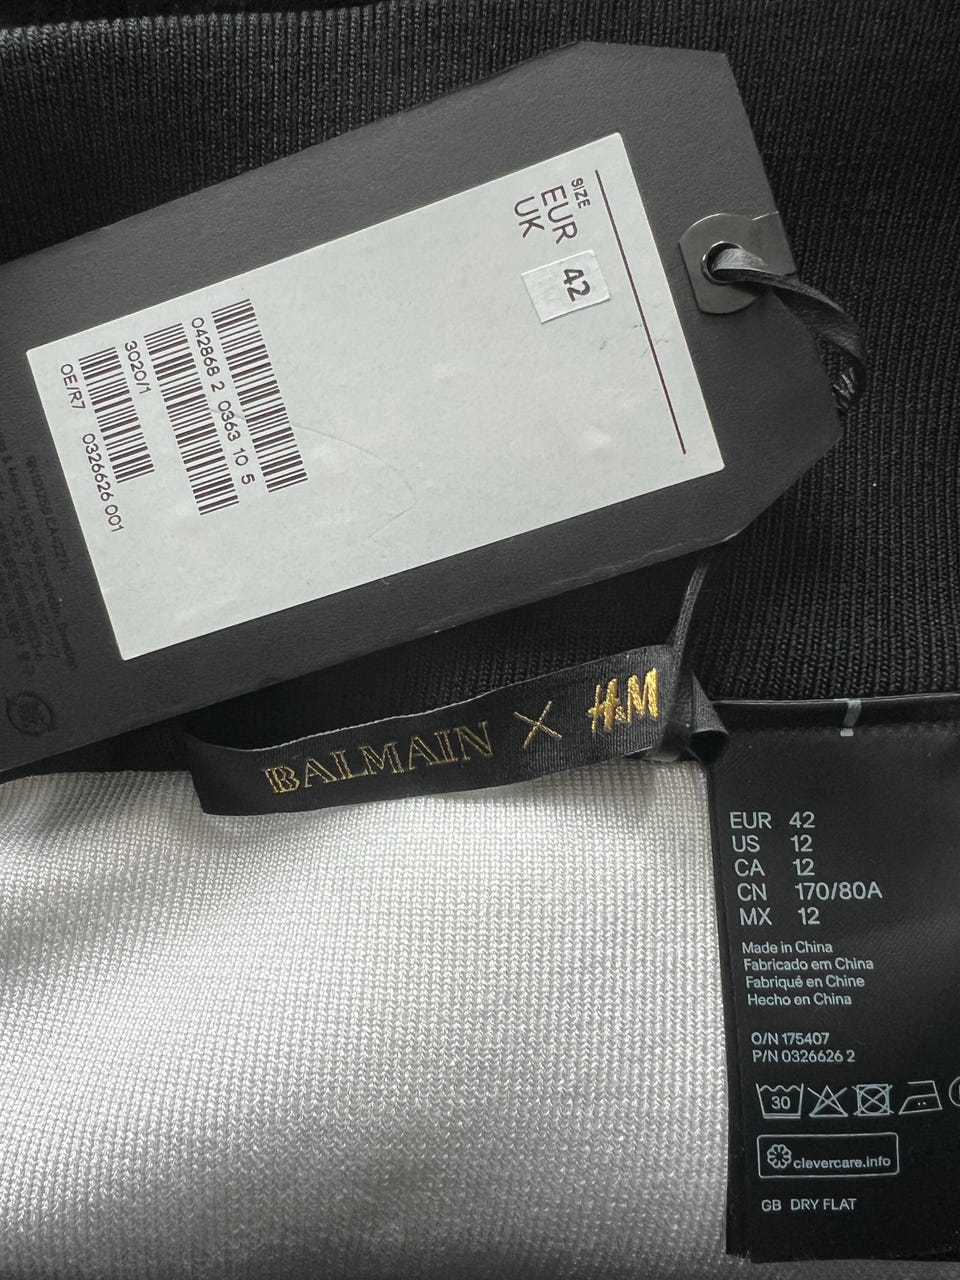 SIZE
EUR 42
UK
042868 2 0363 10 5
3020/1
0E/R7 0326626 001
BALMAIN X H&M
EUR 42
US 12
CA 12
CN 170/80A
MX 12
Made in China
Fabricado em China
Fabriqué en Chine
Hecho en China
O/N 175407
P/N 0326626 2
30
clevercare.info
GB DRY FLAT